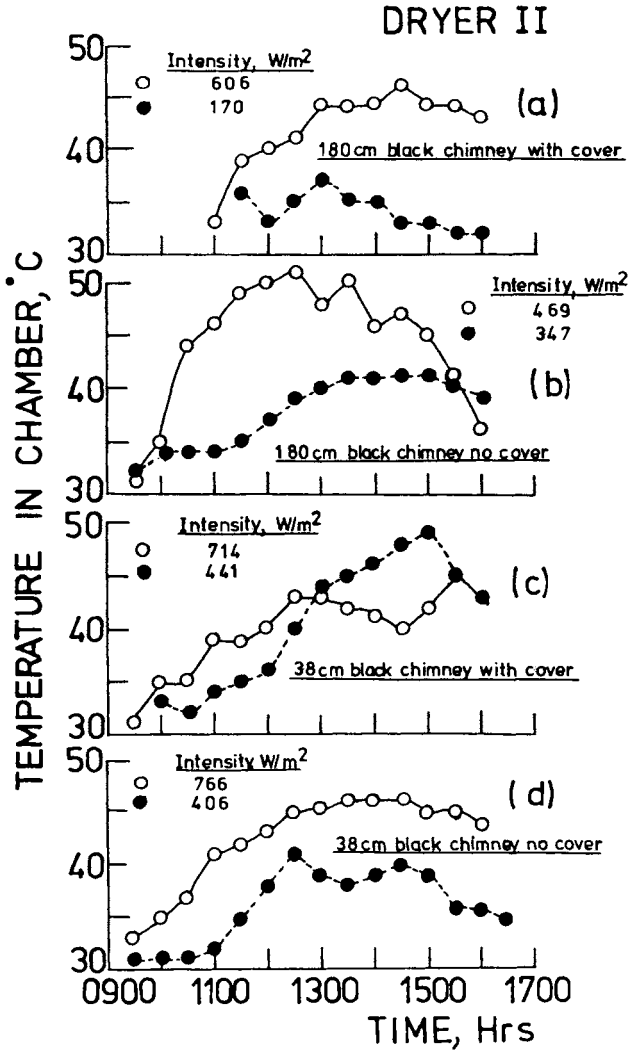 DRYER II
50
Intensity, W/m²
606
170
(a)
40
180cm black chimney with cover
30
50
Intensity, W/m²
469
347
40
(b)
180cm black chimney no cover
30
50
Intensity, W/m²
714
441
(c)
40
38cm black chimney with cover
30
50
Intensity W/m²
766
406
(d)
38cm black chimney no cover
40
30
0900 1100 1300 1500 1700
TIME, Hrs
TEMPERATURE IN CHAMBER, °C